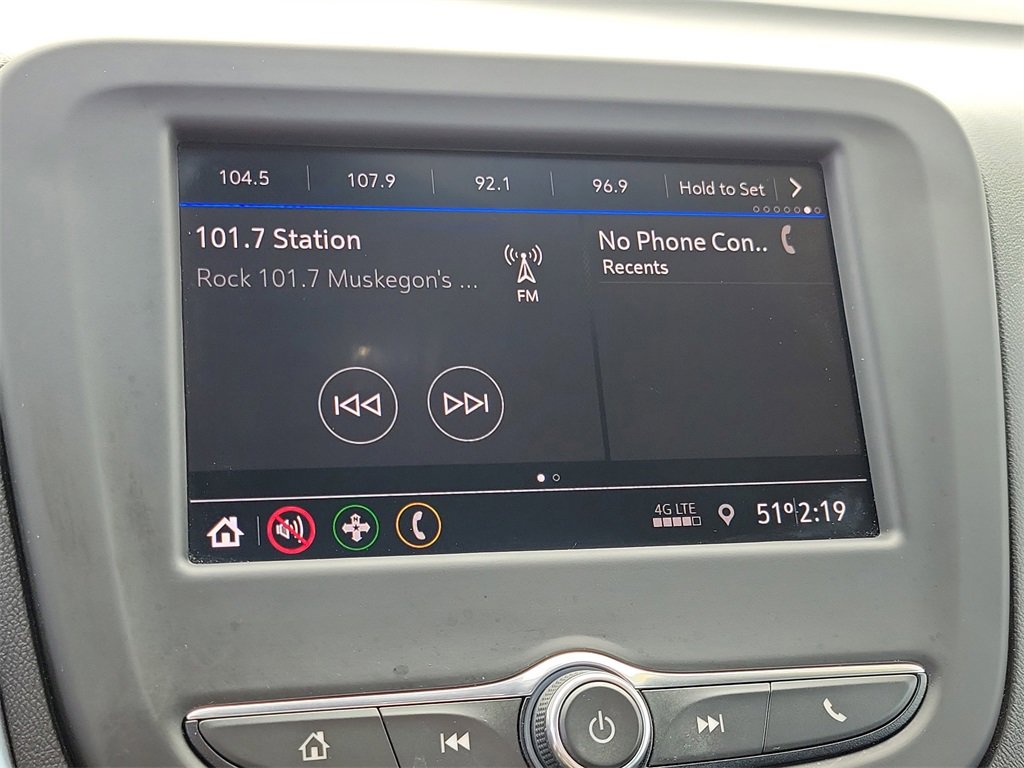 104.5 107.9 92.1 96.9 Hold to Set
101.7 Station
Rock 101.7 Muskegon's ...
FM
No Phone Con..
Recents
4G LTE
51° 2:19